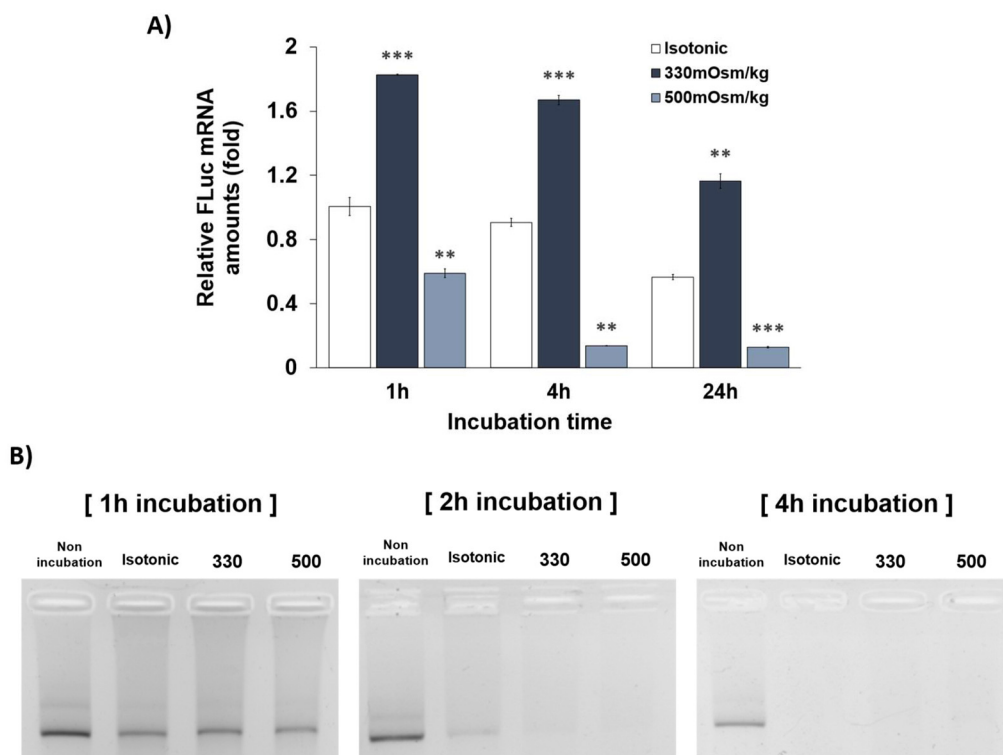 A)
Relative FLuc mRNA
amounts (fold)
2
1.6
1.2
0.8
0.4
0
Isotonic
330mOsm/kg
500mOsm/kg
***
**
***
**
**
***
1h
4h
24h
Incubation time
B)
[ 1h incubation ]
Non
incubation
Isotonic
330
500
[ 2h incubation ]
Non
incubation
Isotonic
330
500
[ 4h incubation ]
Non
incubation
Isotonic
330
500